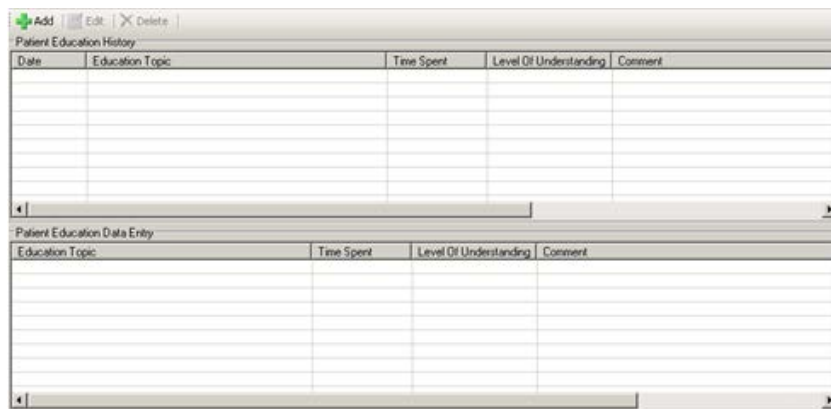 Add Edit Delete
Patient Education History
Date Education Topic Time Spent Level Of Understanding Comment
Patient Education Data Entry
Education Topic Time Spent Level Of Understanding Comment